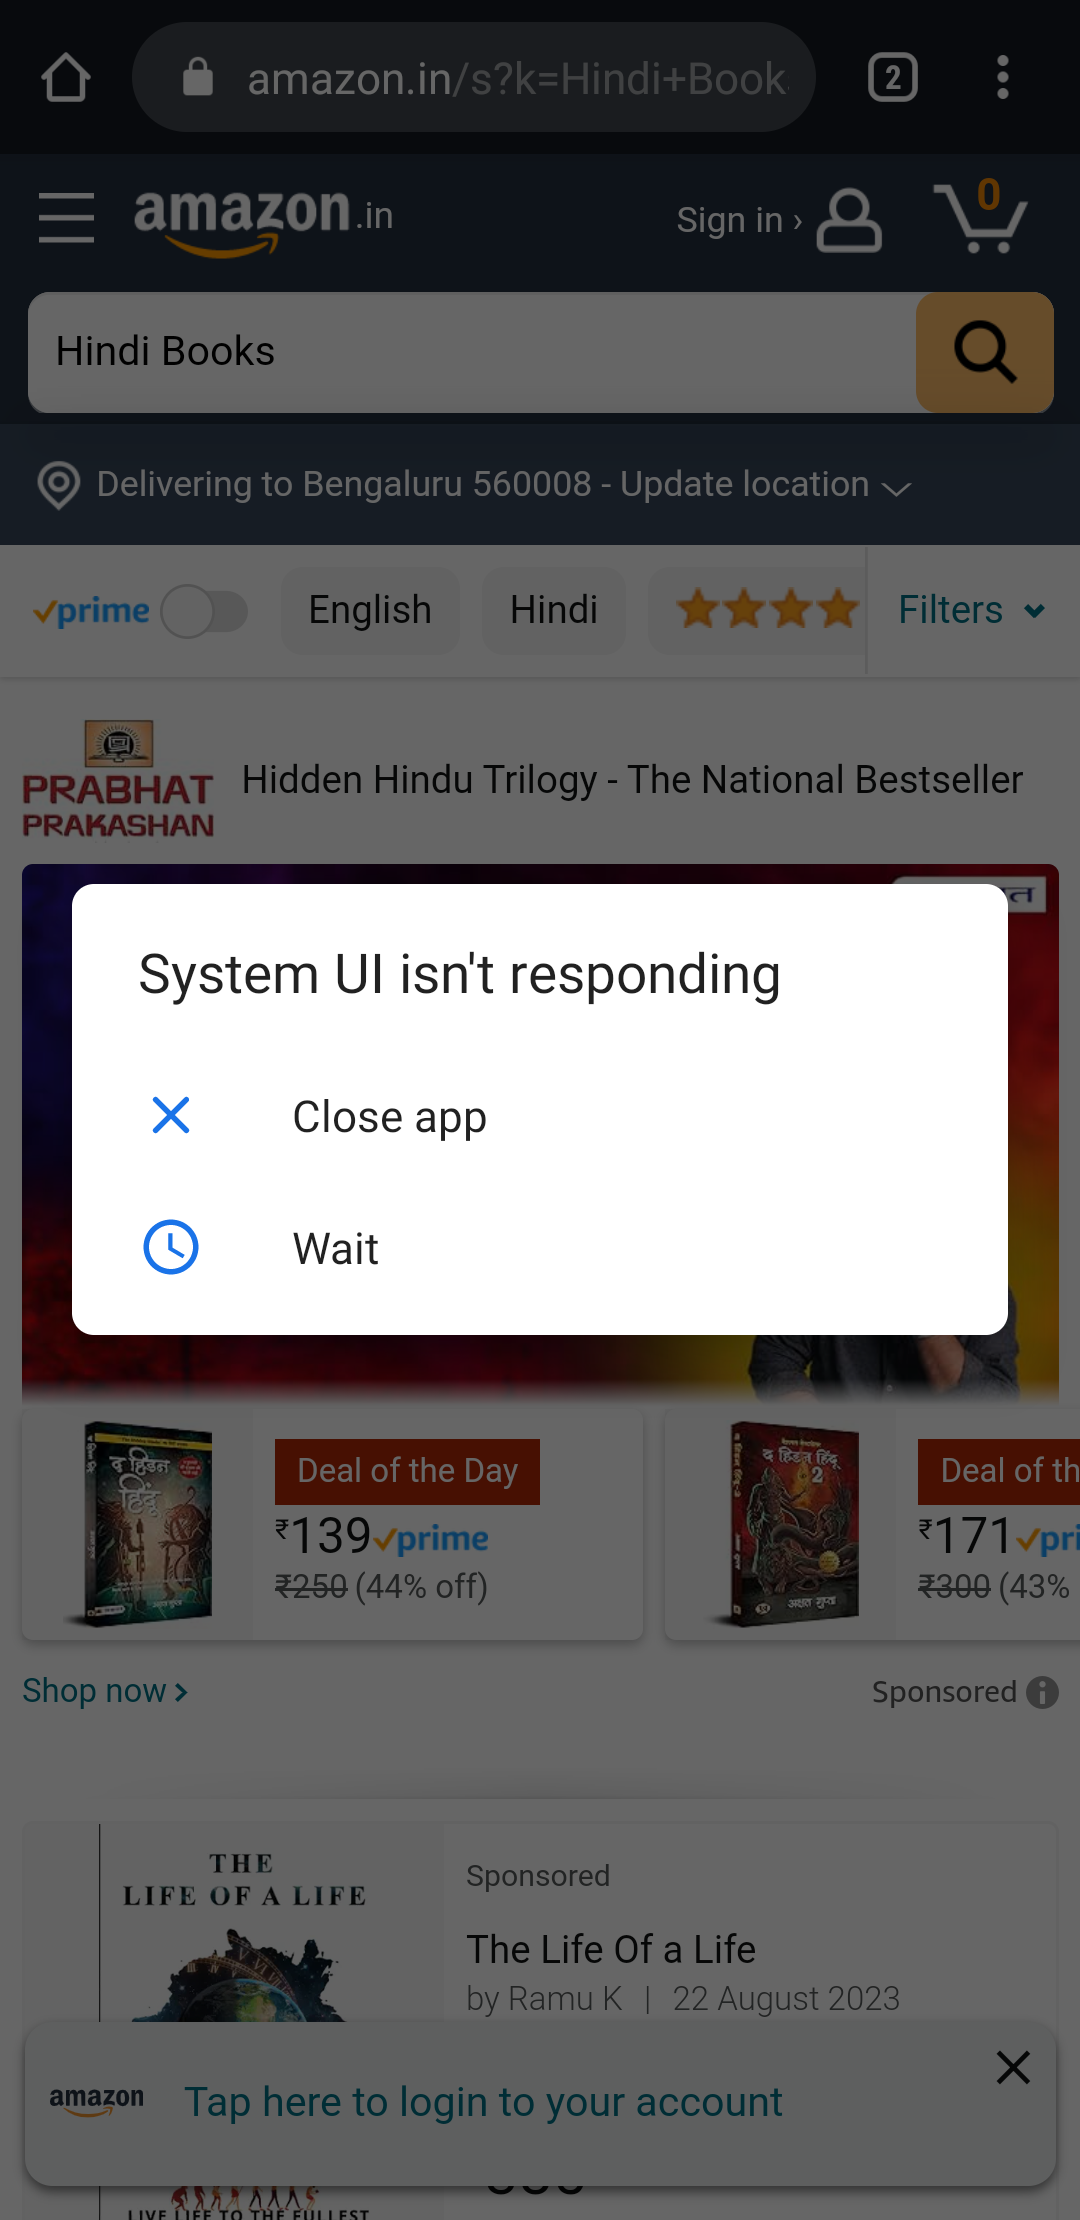 amazon.in/s?k=Hindi+Book
2
amazon.in
Sign in ›
0
Hindi Books
Delivering to Bengaluru 560008 - Update location
prime
English
Hindi
Filters
PRABHAT
PRAKASHAN
Hidden Hindu Trilogy - The National Bestseller
System UI isn't responding
Close app
Wait
द हिडन
हिंदू
Deal of the Day
₹139 prime
₹250 (44% off)
द हिडन हिंदू
2
अक्षत गुप्ता
Deal of th
₹171 pri
₹300 (43%
Shop now ›
Sponsored
THE
LIFE OF A LIFE
Sponsored
The Life Of a Life
by Ramu K | 22 August 2023
amazon
Tap here to login to your account
LIVE LIFE TO THE FULLEST